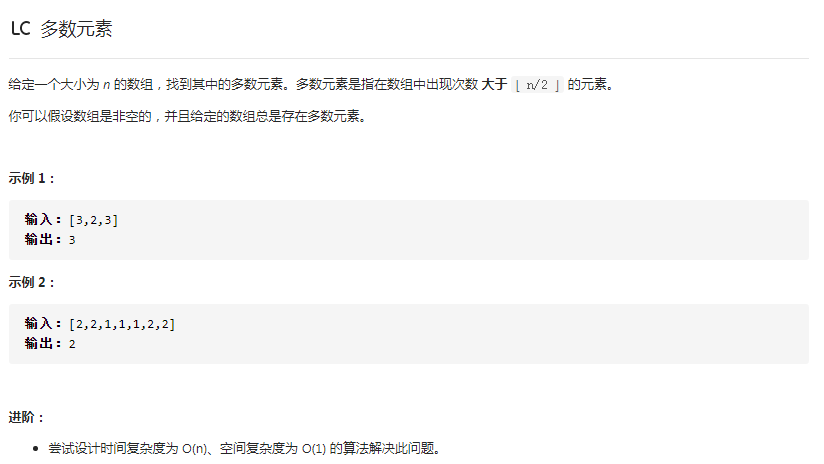 LC 多数元素
给定一个大小为 n 的数组，找到其中的多数元素。多数元素是指在数组中出现次数 大于 ⌊ n/2 ⌋ 的元素。
你可以假设数组是非空的，并且给定的数组总是存在多数元素。
示例 1：
输入：[3,2,3]
输出：3
示例 2：
输入：[2,2,1,1,1,2,2]
输出：2
进阶：
• 尝试设计时间复杂度为 O(n)、空间复杂度为 O(1) 的算法解决此问题。